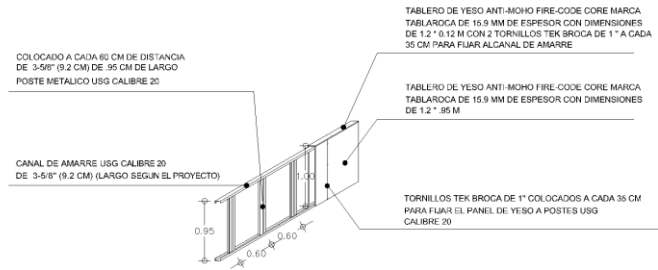 TABLERO DE YESO ANTI-MOHO FIRE-CODE CORE MARCA
TABLAROCA DE 15.9 MM DE ESPESOR CON DIMENSIONES
DE 1.2 * 0.12 M CON 2 TORNILLOS TEK BROCA DE 1 " A CADA
35 CM PARA FIJAR ALCANAL DE AMARRE
COLOCADO A CADA 60 CM DE DISTANCIA
DE 3-5/8" (9.2 CM) DE .95 CM DE LARGO
POSTE METALICO USG CALIBRE 20
TABLERO DE YESO ANTI-MOHO FIRE-CODE CORE MARCA
TABLAROCA DE 15.9 MM DE ESPESOR CON DIMENSIONES
DE 1.2 * .95 M
CANAL DE AMARRE USG CALIBRE 20
DE 3-5/8" (9.2 CM) (LARGO SEGUN EL PROYECTO)
1.00
TORNILLOS TEK BROCA DE 1" COLOCADOS A CADA 35 CM
PARA FIJAR EL PANEL DE YESO A POSTES USG
CALIBRE 20
0.95
0.60
0.60